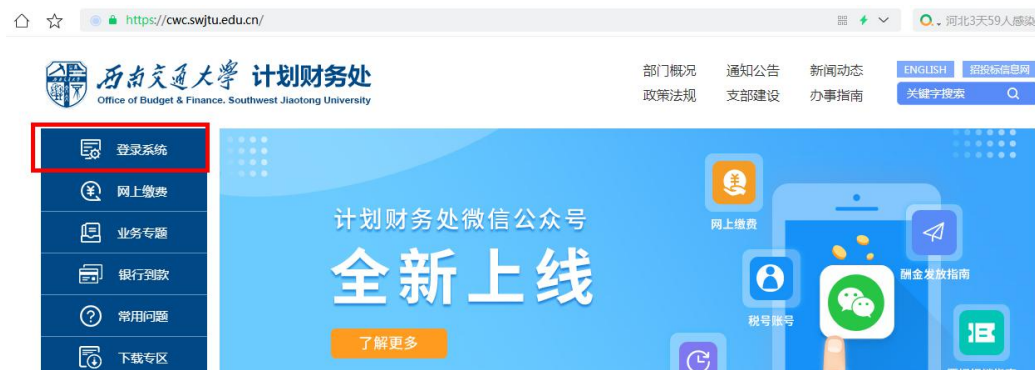 https://cwc.swjtu.edu.cn/
河北3天59人感染
西南交通大学 计划财务处
Office of Budget & Finance. Southwest Jiaotong University
部门概况 通知公告 新闻动态
政策法规 支部建设 办事指南
ENGLISH 招投标信息网
关键字搜索
登录系统
网上缴费
业务专题
银行到款
常用问题
下载专区
计划财务处微信公众号
全新上线
了解更多
网上缴费
酬金发放指南
税号账号